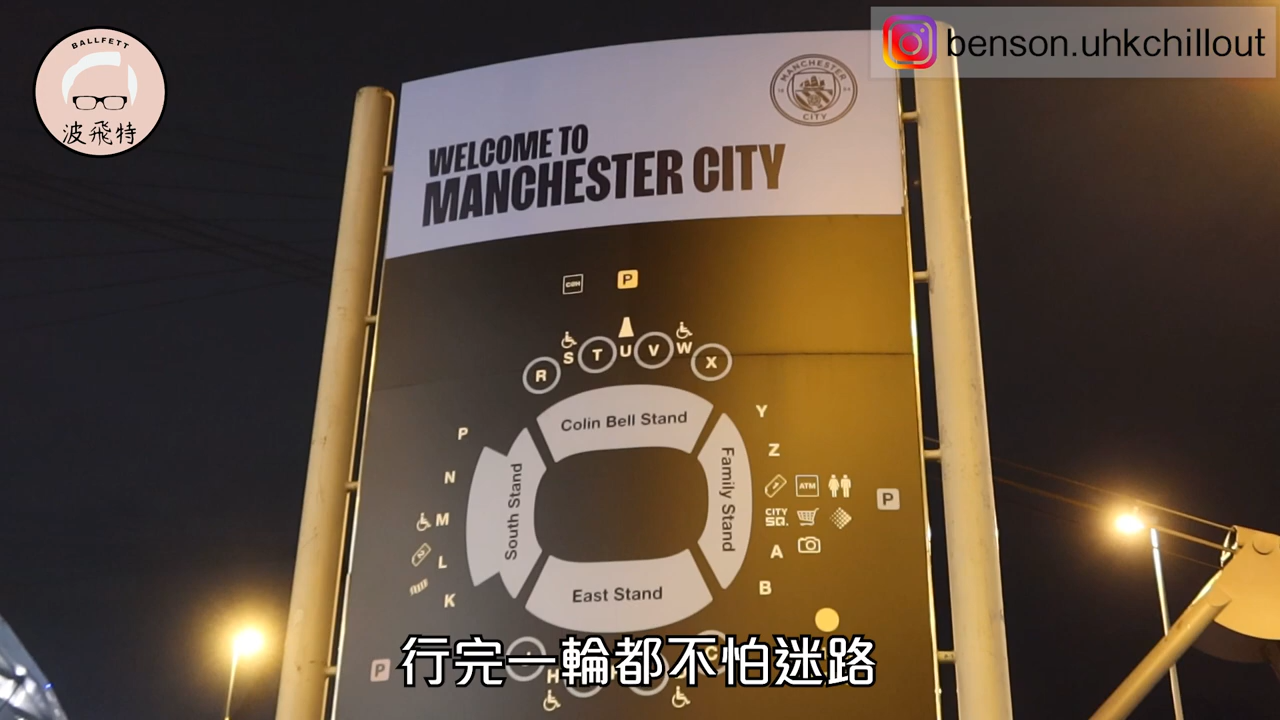 BALLFETT
波飛特
benson.uhkchillout
MANCHESTER
CITY
WELCOME TO
MANCHESTER CITY
P
R S T U V W X
Colin Bell Stand
P
Y
N
Z
South Stand
Family Stand
ATM
P
M
CITY
SQ.
L
A
K
B
East Stand
P
H
行完一輪都不怕迷路